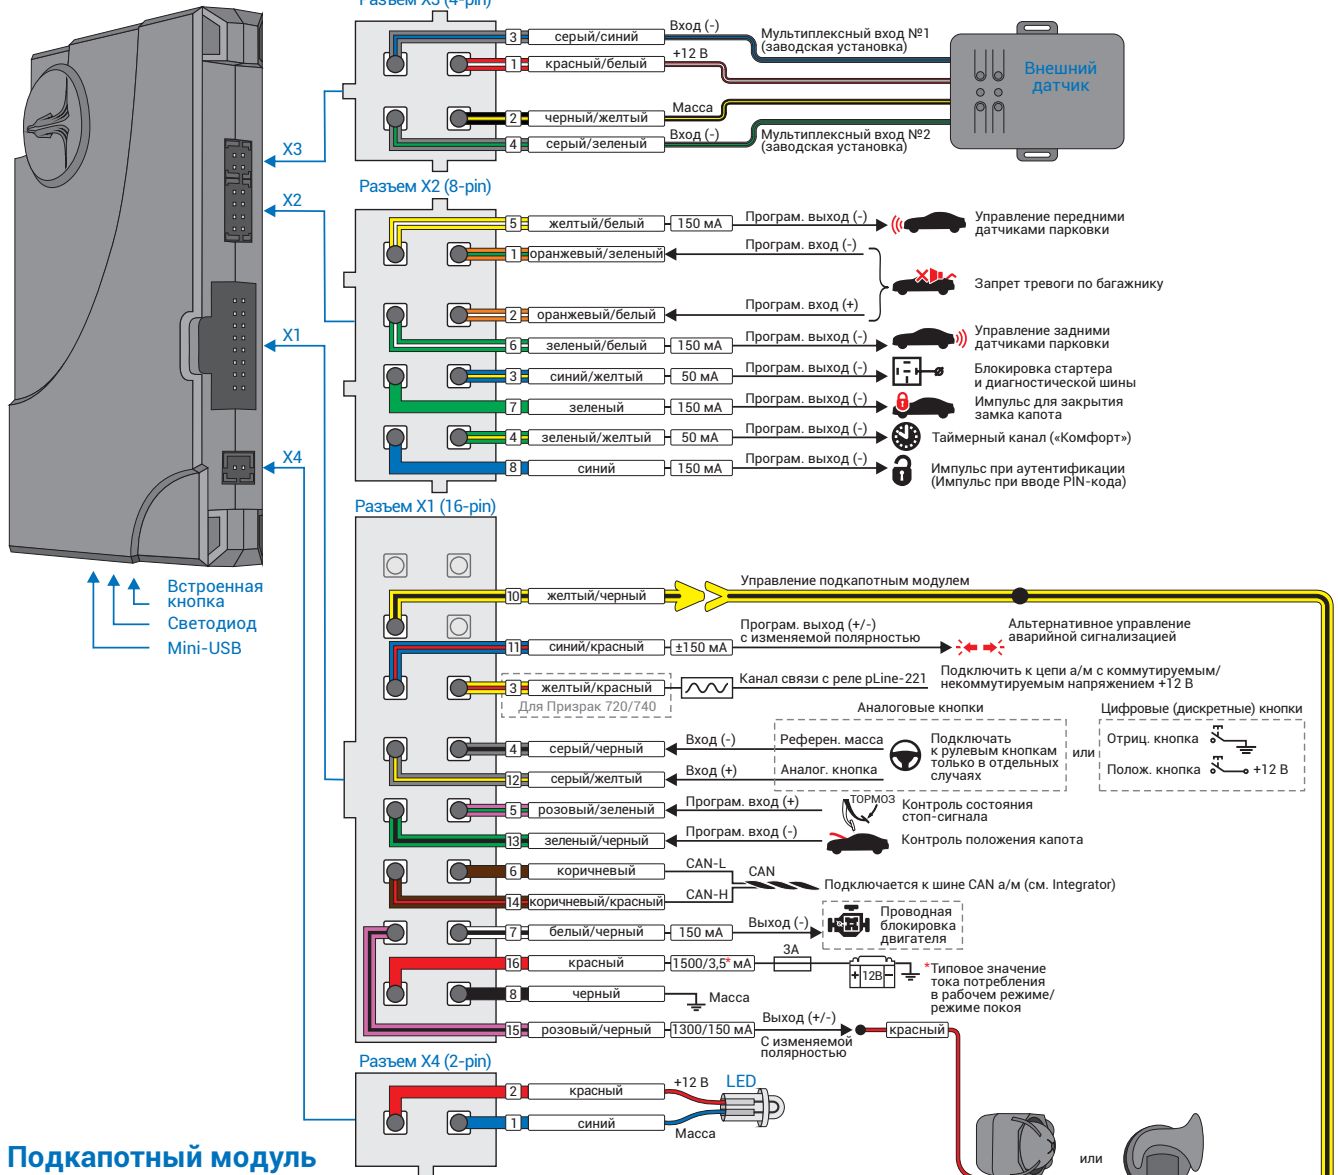 Разъем X3 (4-pin)
3 серый/синий Вход (-) Мультиплексный вход №1
(заводская установка)
1 красный/белый +12 В
Внешний
датчик
2 черный/желтый Масса
4 серый/зеленый Вход (-) Мультиплексный вход №2
(заводская установка)
X3
X2
X1
X4
Встроенная
кнопка
Светодиод
Mini-USB
Разъем X2 (8-pin)
5 желтый/белый 150 мА Програм. выход (-) Управление передними
датчиками парковки
1 оранжевый/зеленый Програм. вход (-)
Запрет тревоги по багажнику
2 оранжевый/белый Програм. вход (+)
6 зеленый/белый 150 мА Програм. выход (-) Управление задними
датчиками парковки
3 синий/желтый 50 мА Програм. выход (-) Блокировка стартера
и диагностической шины
7 зеленый 150 мА Програм. выход (-) Импульс для закрытия
замка капота
4 зеленый/желтый 50 мА Програм. выход (-) Таймерный канал («Комфорт»)
8 синий 150 мА Програм. выход (-) Импульс при аутентификации
(Импульс при вводе PIN-кода)
Разъем X1 (16-pin)
10 желтый/черный Управление подкапотным модулем
11 синий/красный ±150 мА Програм. выход (+/-)
с изменяемой полярностью
Альтернативное управление
аварийной сигнализацией
3 желтый/красный Канал связи с реле pLine-221 Подключить к цепи а/м с коммутируемым/
некоммутируемым напряжением +12 В
Для Призрак 720/740
Аналоговые кнопки
Цифровые (дискретные) кнопки
4 серый/черный Вход (-) Референ. масса
12 серый/желтый Вход (+) Аналог. кнопка
Подключать
к рулевым кнопкам
только в отдельных
случаях
или
Отриц. кнопка
Полож. кнопка +12 В
5 розовый/зеленый Програм. вход (+) ТОРМОЗ Контроль состояния
стоп-сигнала
13 зеленый/черный Програм. вход (-) Контроль положения капота
6 коричневый CAN-L
CAN
Подключается к шине CAN а/м (см. Integrator)
14 коричневый/красный CAN-H
7 белый/черный 150 мА Выход (-) Проводная
блокировка
двигателя
16 красный 1500/3,5* мА 3А + 12В −
*Типовое значение
тока потребления
в рабочем режиме/
режиме покоя
8 черный Масса
15 розовый/черный 1300/150 мА Выход (+/-)
С изменяемой
полярностью
красный
Разъем X4 (2-pin)
2 красный +12 В LED
1 синий Масса
или
Подкапотный модуль